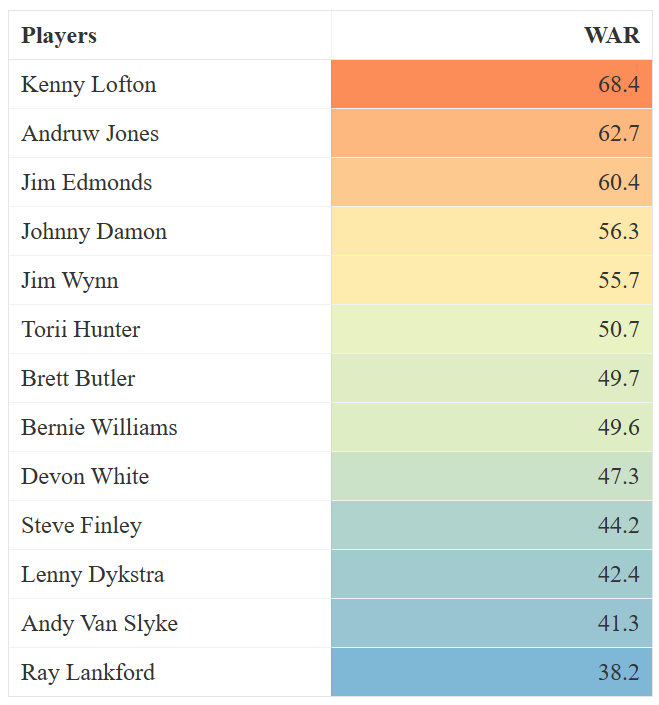 Players WAR
Kenny Lofton 68.4
Andruw Jones 62.7
Jim Edmonds 60.4
Johnny Damon 56.3
Jim Wynn 55.7
Torii Hunter 50.7
Brett Butler 49.7
Bernie Williams 49.6
Devon White 47.3
Steve Finley 44.2
Lenny Dykstra 42.4
Andy Van Slyke 41.3
Ray Lankford 38.2